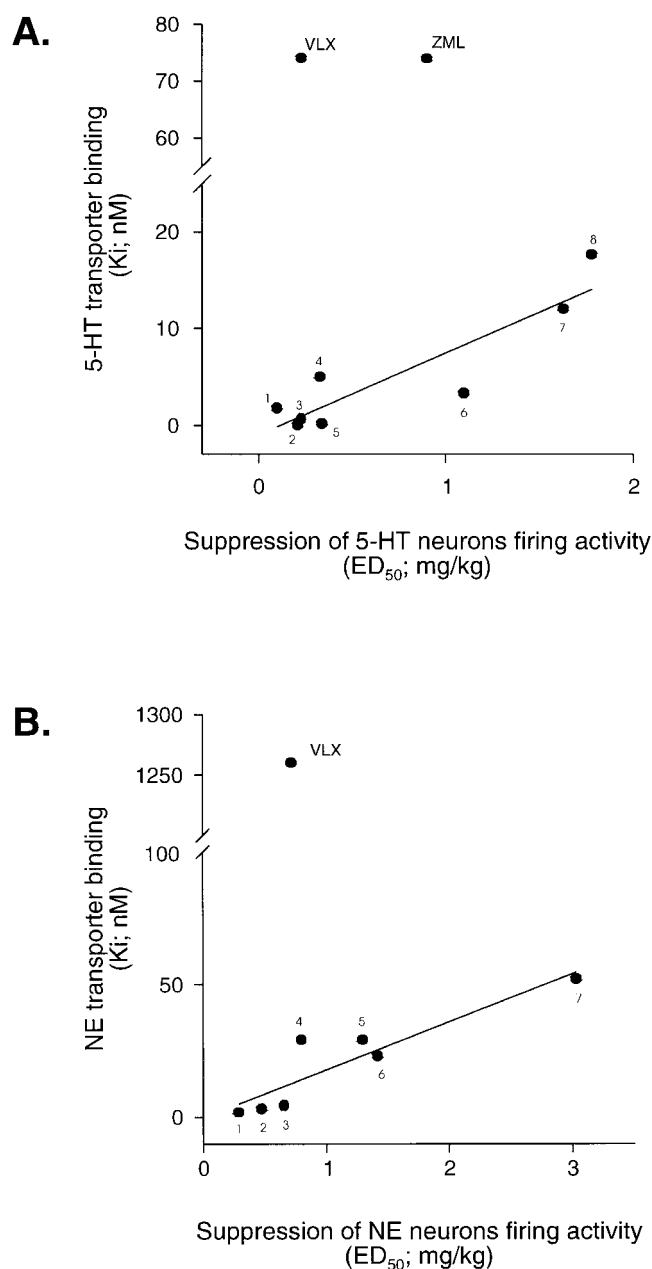 A.
80
70
60
20
10
0
5-HT transporter binding
(Ki; nM)
VLX
ZML
1
2
3
4
5
6
7
8
0
1
2
Suppression of 5-HT neurons firing activity
(ED50; mg/kg)
B.
1300
1250
100
50
0
NE transporter binding
(Ki; nM)
VLX
1
2
3
4
5
6
7
0
1
2
3
Suppression of NE neurons firing activity
(ED50; mg/kg)